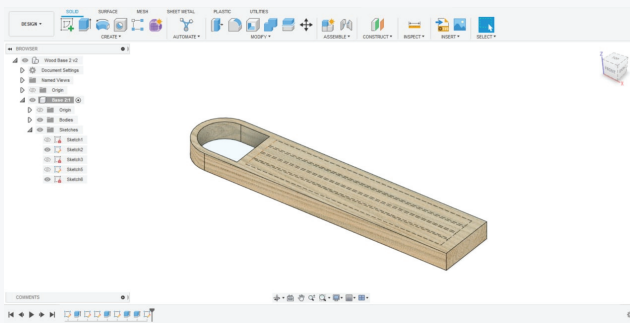 SOLID SURFACE MESH SHEET METAL PLASTIC UTILITIES
DESIGN
CREATE AUTOMATE MODIFY ASSEMBLE CONSTRUCT INSPECT INSERT SELECT
BROWSER
Wood Base 2 v2
Document Settings
Named Views
Origin
Base 2:1
Origin
Bodies
Sketches
Sketch1
Sketch2
Sketch3
Sketch5
Sketch6
COMMENTS